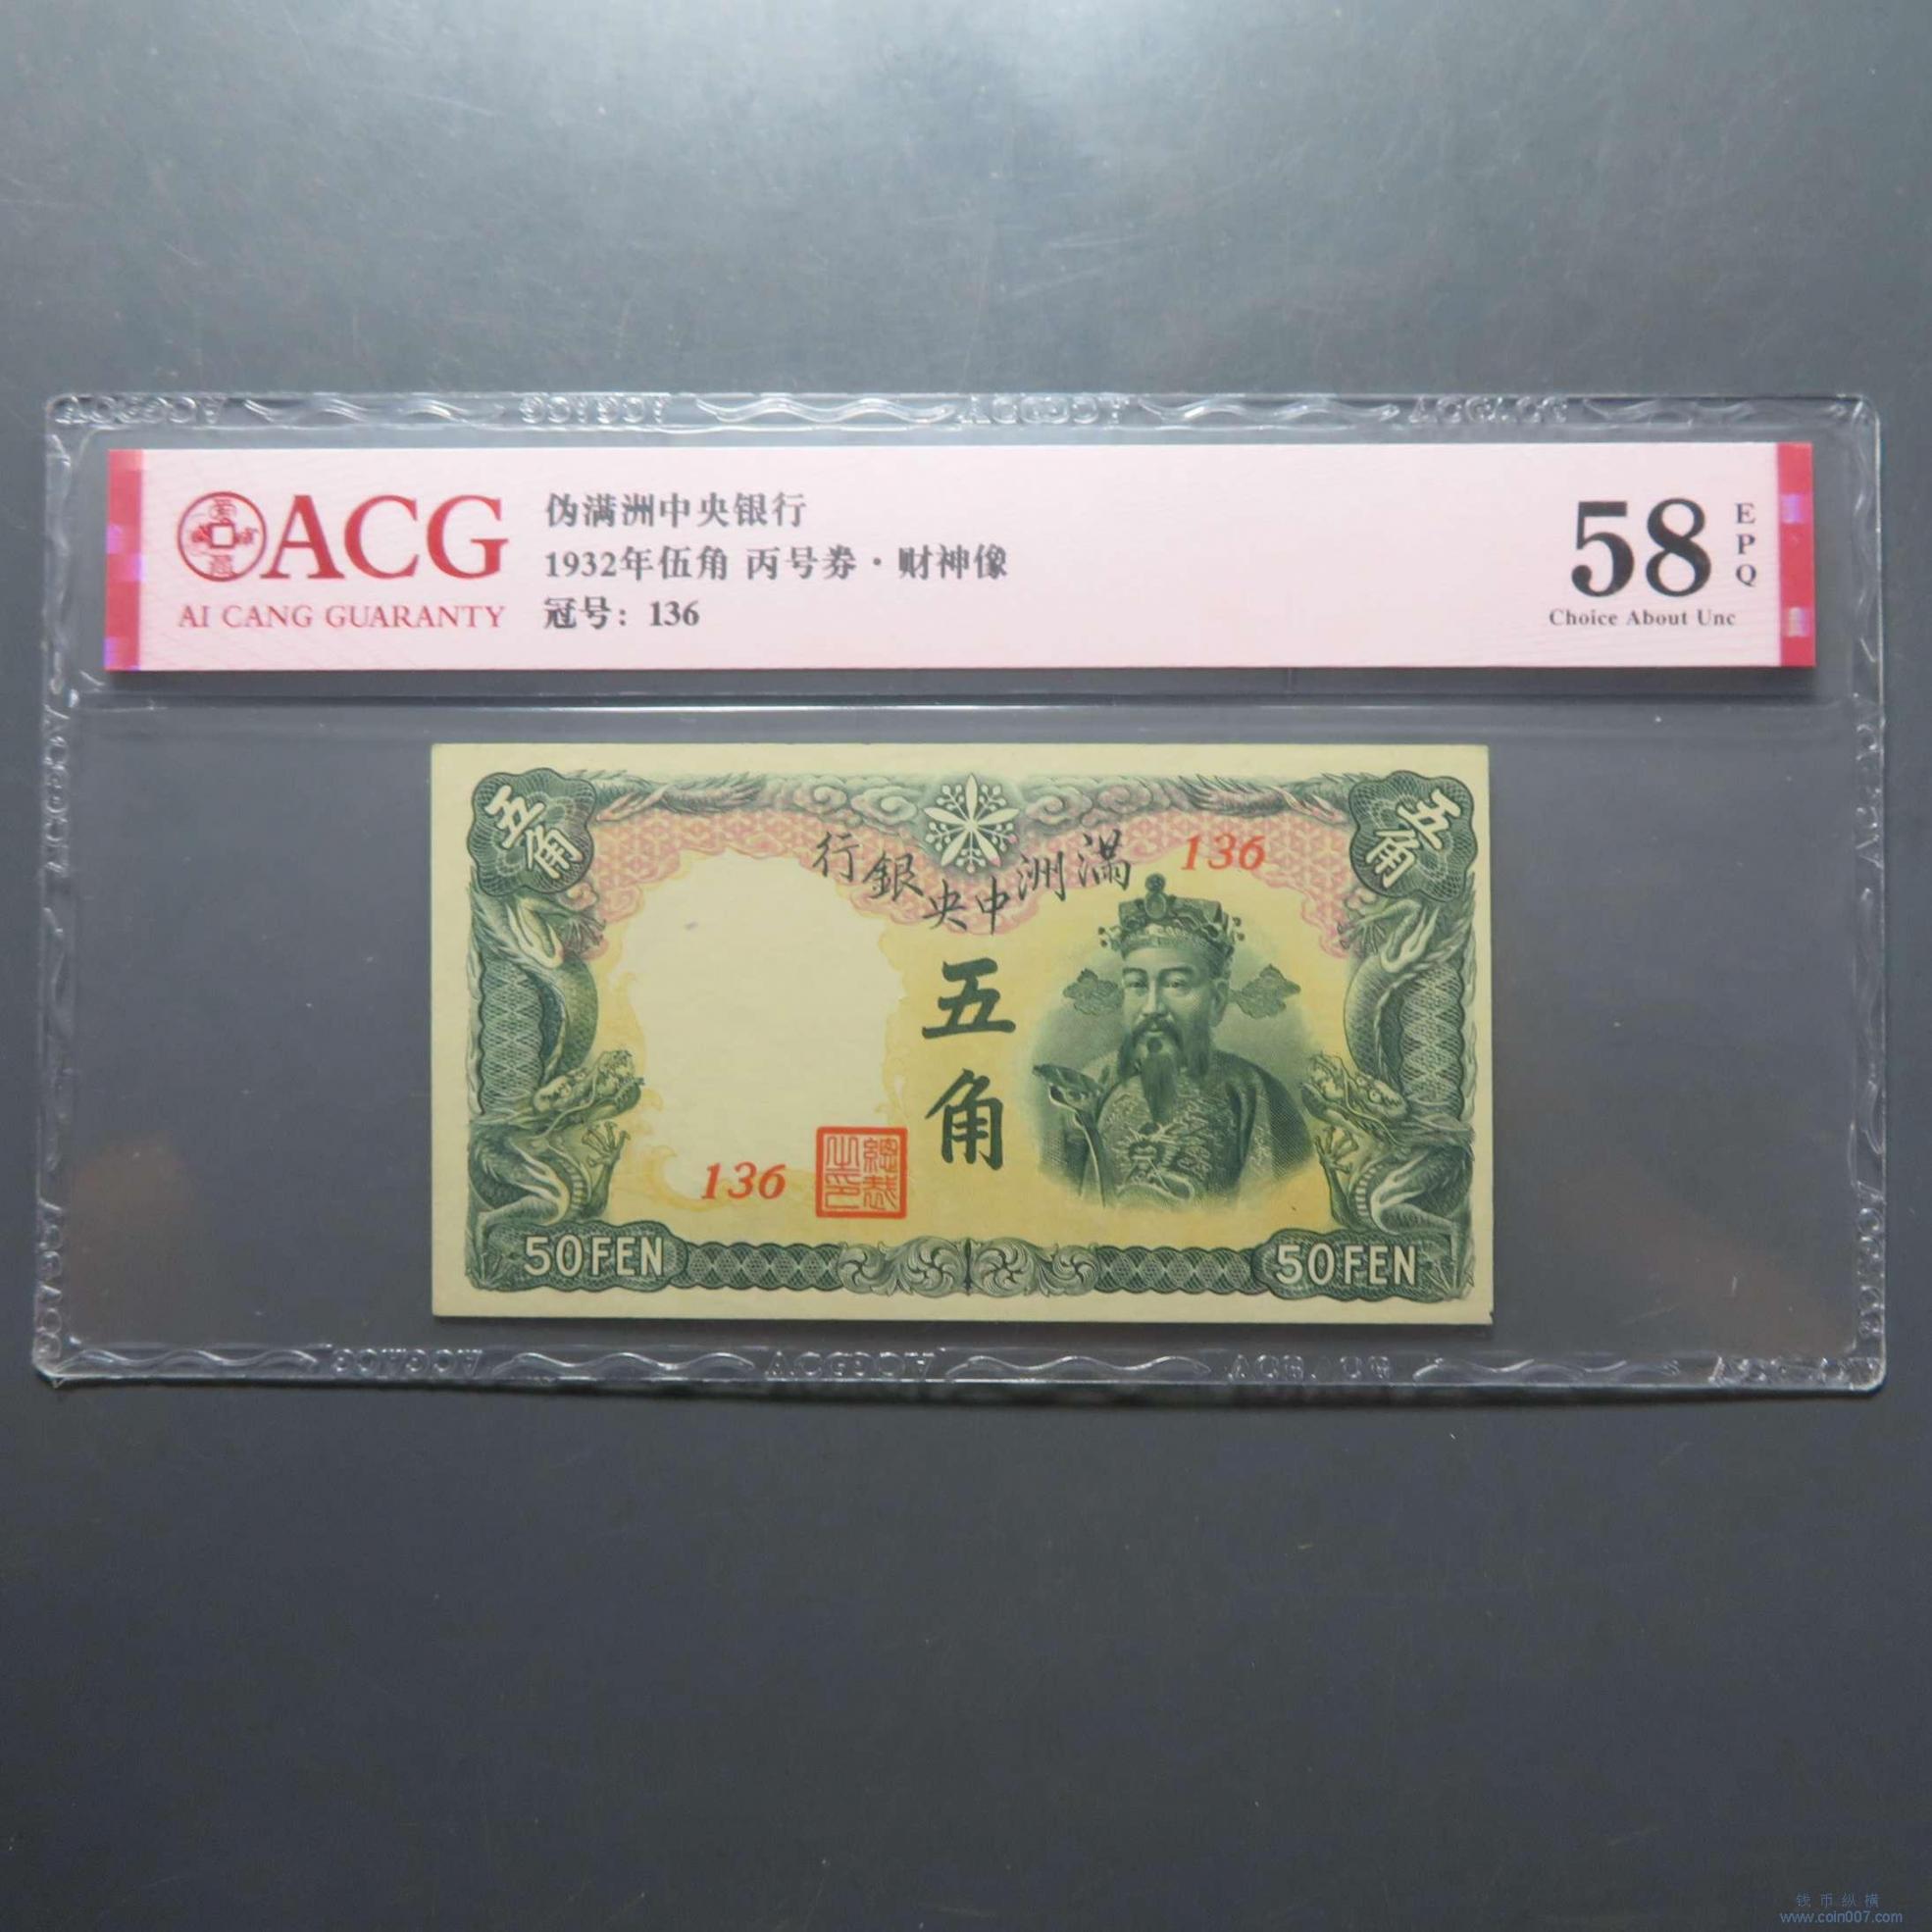 ACG
AI CANG GUARANTY
伪满洲中央银行
1932年伍角 丙号券·财神像
冠号：136
58
EPQ
Choice About Unc
五角
五角
行銀央中洲滿
136
五角
136
總裁之印
50FEN
50FEN
钱币纵横
www.coin007.com